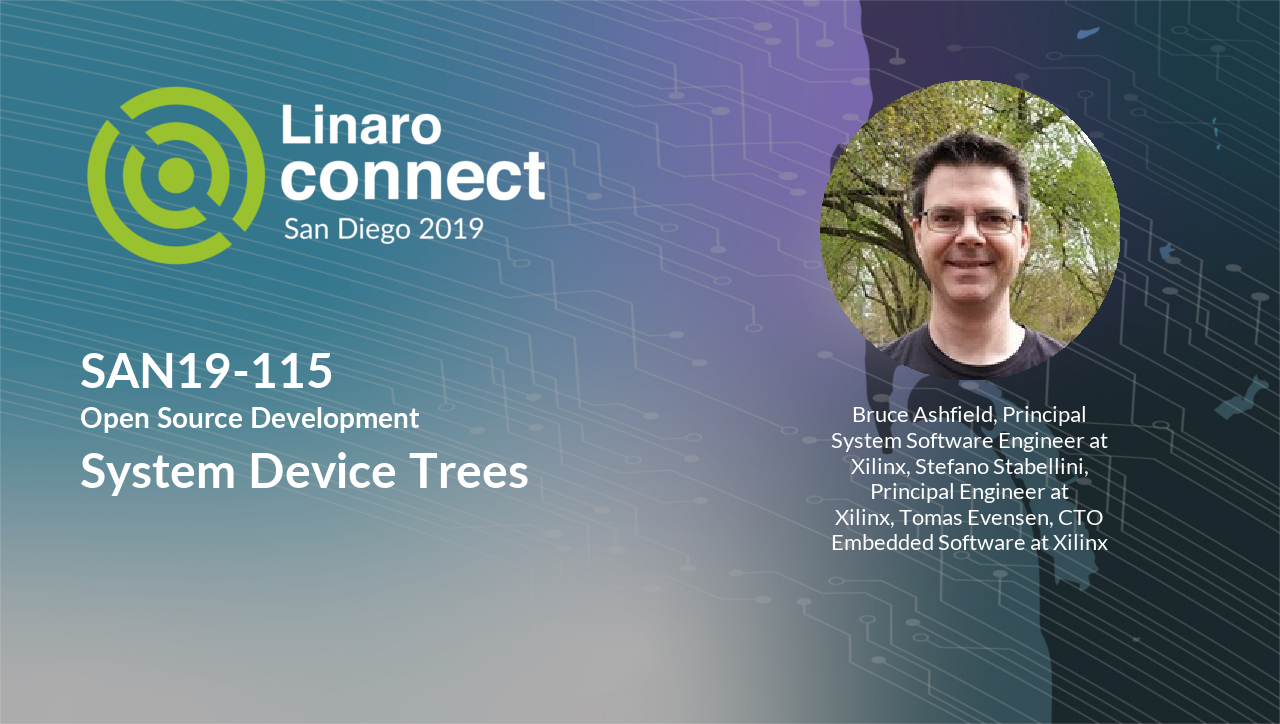 Linaro
connect
San Diego 2019
SAN19-115
Open Source Development
System Device Trees
Bruce Ashfield, Principal
System Software Engineer at
Xilinx, Stefano Stabellini,
Principal Engineer at
Xilinx, Tomas Evensen, CTO
Embedded Software at Xilinx